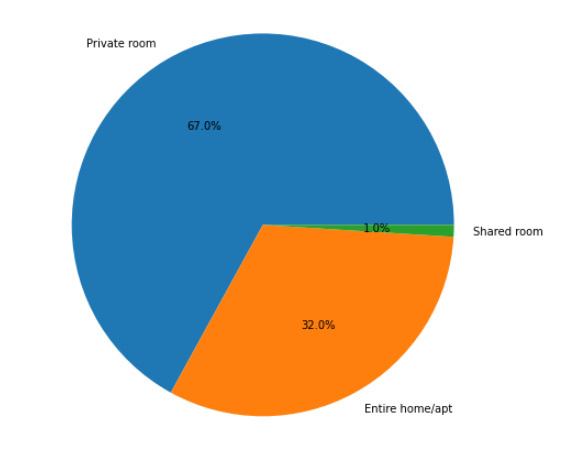 Private room
67.0%
1.0%
Shared room
32.0%
Entire home/apt